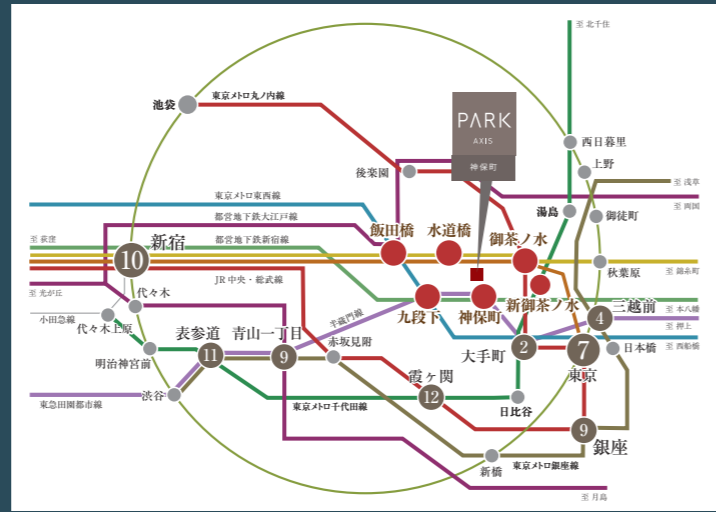 至 北千住
池袋
東京メトロ丸ノ内線
PARK
AXIS
神保町
西日暮里
上野
後楽園
至 浅草
東京メトロ東西線
至 両国
湯島
御徒町
都営地下鉄大江戸線
飯田橋
水道橋
御茶ノ水
至 荻窪
新宿
都営地下鉄新宿線
10
秋葉原
至 錦糸町
JR 中央・総武線
至 光が丘
代々木
九段下
神保町
新御茶ノ水
三越前
至 本八幡
小田急線
代々木上原
表参道
青山一丁目
半蔵門線
4
至 押上
赤坂見附
大手町
2
7
日本橋
至 西船橋
明治神宮前
11
9
東京
霞ヶ関
渋谷
12
東急田園都市線
東京メトロ千代田線
日比谷
9
銀座
新橋
東京メトロ銀座線
至 月島